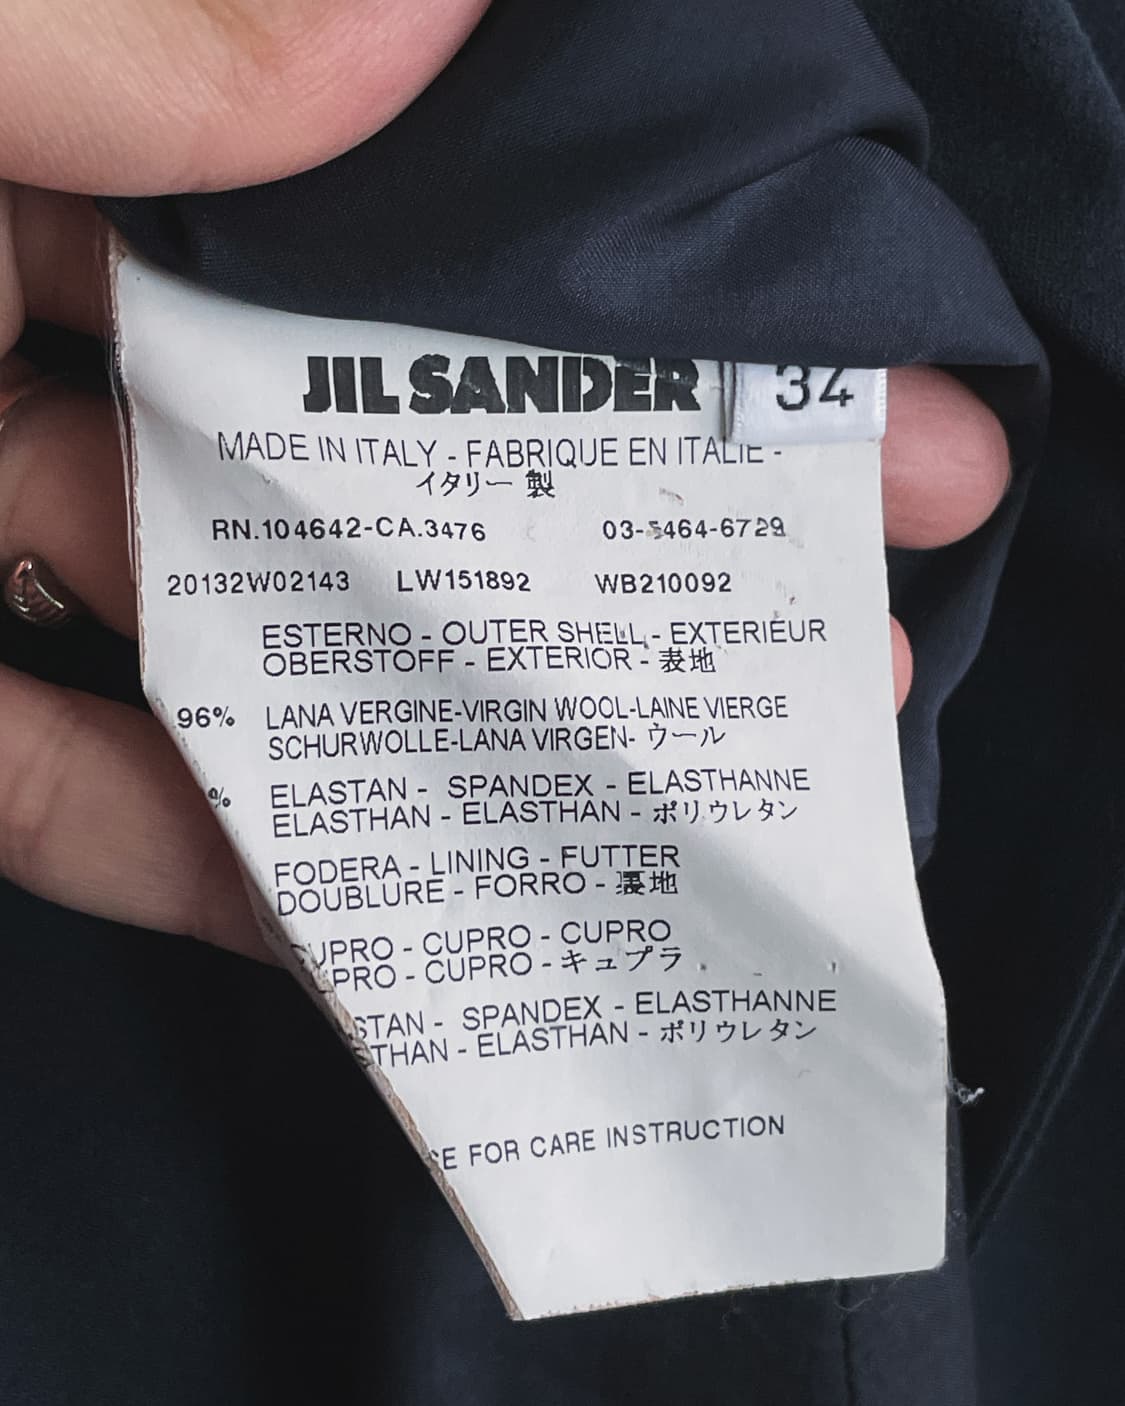 JIL SANDER
34
MADE IN ITALY - FABRIQUE EN ITALIE -
イタリー 製
RN.104642-CA.3476
20132W02143 LW151892 WB210092
ESTERNO - OUTER SHELL - EXTERIEUR
OBERSTOFF - EXTERIOR - 表地
96% LANA VERGINE-VIRGIN WOOL-LAINE VIERGE
SCHURWOLLE-LANA VIRGEN- ウール
% ELASTAN - SPANDEX - ELASTHANNE
ELASTHAN - ELASTHAN - ポリウレタン
FODERA - LINING - FUTTER
DOUBLURE - FORRO - 裏地
CUPRO - CUPRO - CUPRO
PRO - CUPRO - キュプラ
STAN - SPANDEX - ELASTHANNE
THAN - ELASTHAN - ポリウレタン
E FOR CARE INSTRUCTION